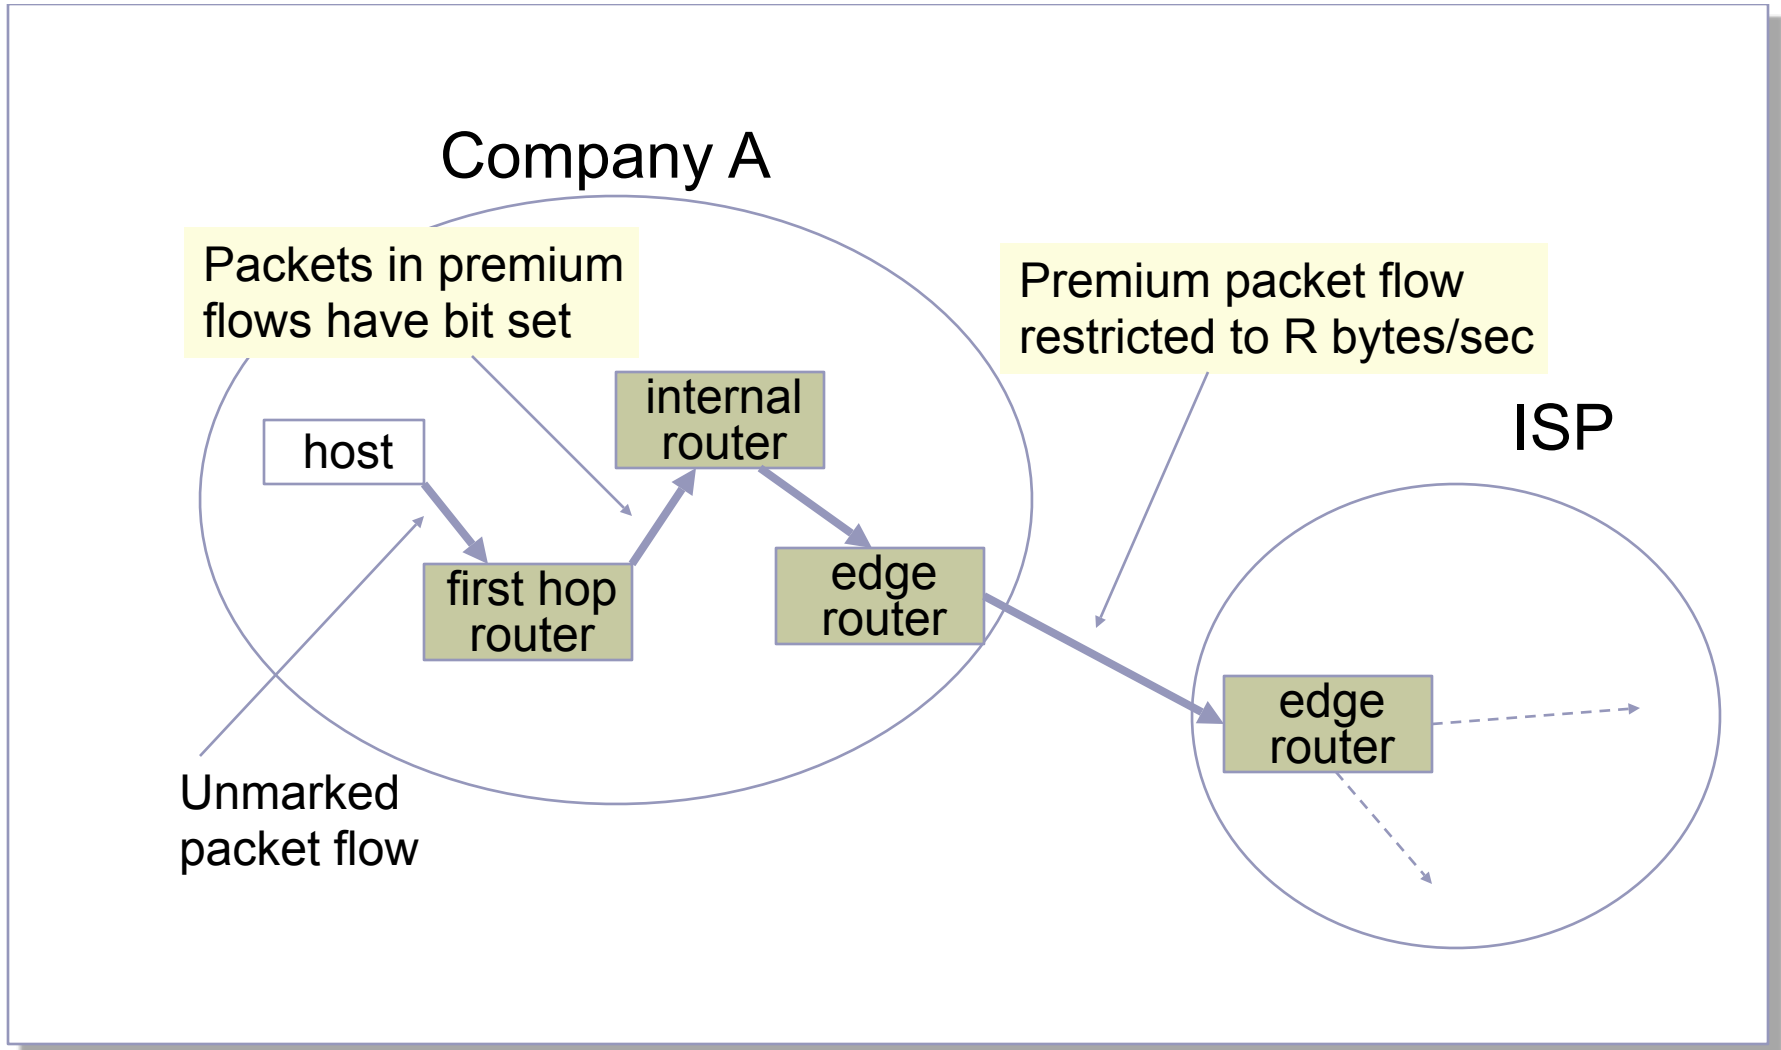 Company A
Packets in premium
flows have bit set
Premium packet flow
restricted to R bytes/sec
internal
router
ISP
host
first hop
router
edge
router
edge
router
Unmarked
packet flow